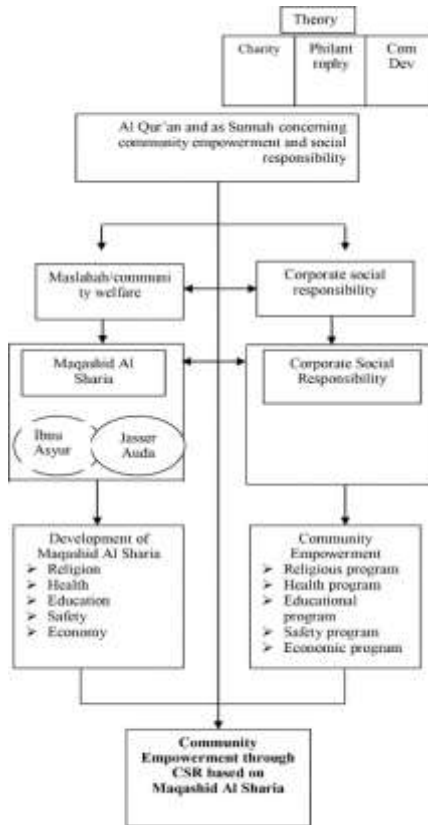 Theory
Charity
Philant
rophy
Com
Dev
Al Qur'an and as Sunnah concerning
community empowerment and social
responsibility
Maslahah/communi
ty welfare
Corporate social
responsibility
Maqashid Al
Sharia
Corporate Social
Responsibility
Ibnu
Asyur
Jasser
Auda
Development of
Maqashid Al Sharia
➢ Religion
➢ Health
➢ Education
➢ Safety
➢ Economy
Community
Empowerment
➢ Religious program
➢ Health program
➢ Educational
program
➢ Safety program
➢ Economic program
Community
Empowerment through
CSR based on
Maqashid Al Sharia